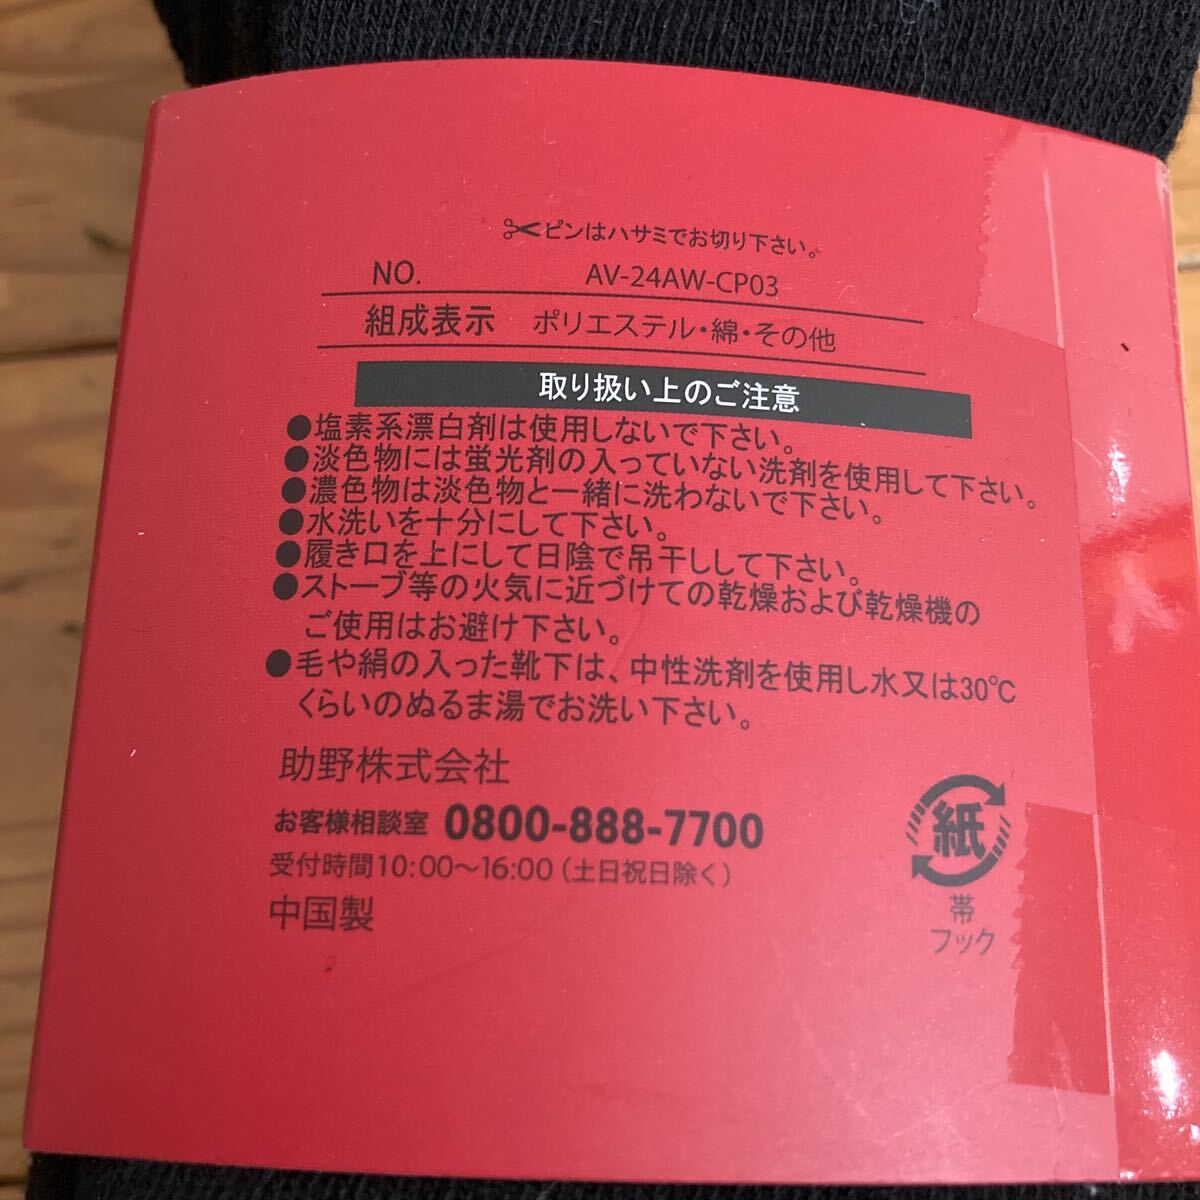 ピンはハサミでお切り下さい。
NO. AV-24AW-CP03
組成表示 ポリエステル・綿・その他
取り扱い上のご注意
●塩素系漂白剤は使用しないで下さい。
●淡色物には蛍光剤の入っていない洗剤を使用して下さい。
●濃色物は淡色物と一緒に洗わないで下さい。
●水洗いを十分にして下さい。
●履き口を上にして日陰で吊干しして下さい。
●ストーブ等の火気に近づけての乾燥および乾燥機の
ご使用はお避け下さい。
●毛や絹の入った靴下は、中性洗剤を使用し水又は30℃
くらいのぬるま湯でお洗い下さい。
助野株式会社
お客様相談室 0800-888-7700
受付時間10:00～16:00（土日祝日除く）
中国製
紙
帯
フック